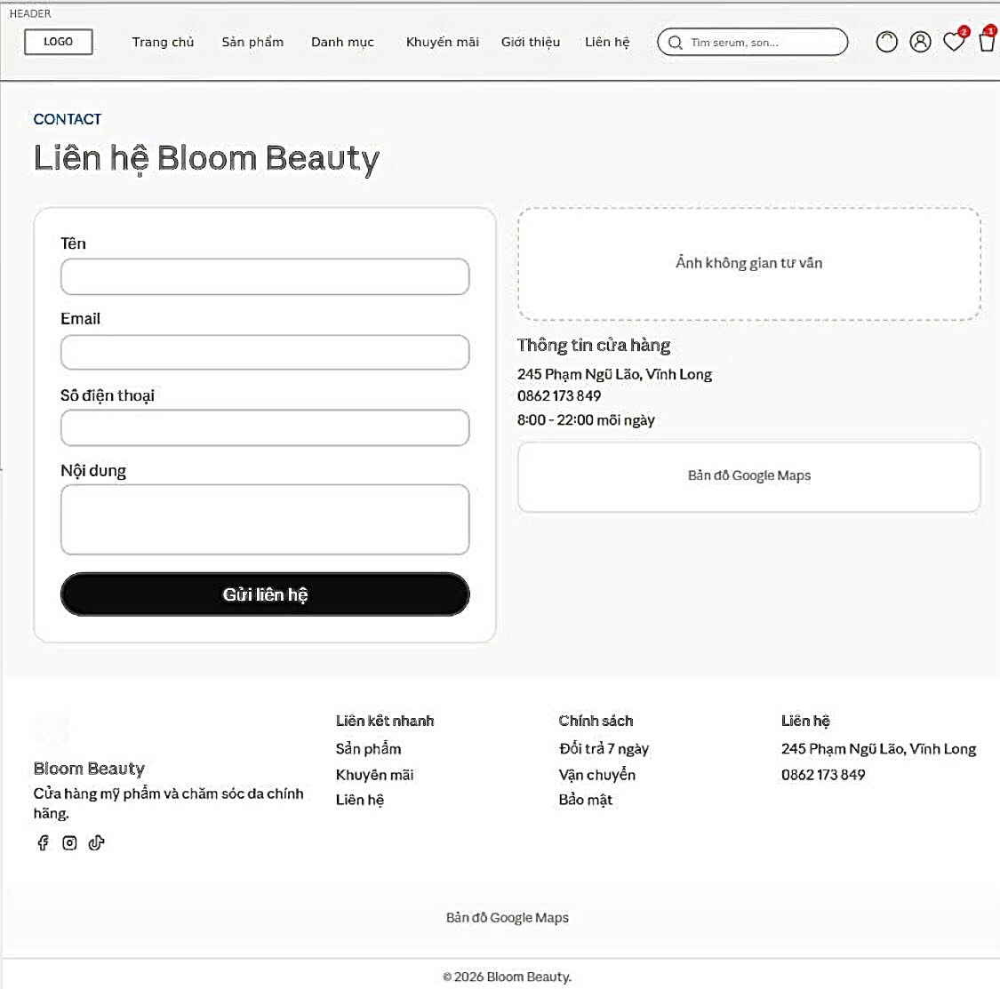 HEADER
LOGO
Trang chủ
Sản phẩm
Danh mục
Khuyến mãi
Giới thiệu
Liên hệ
Tìm serum, son...
2
1
CONTACT
Liên hệ Bloom Beauty
Tên
Email
Số điện thoại
Nội dung
Gửi liên hệ
Ảnh không gian tư vấn
Thông tin cửa hàng
245 Phạm Ngũ Lão, Vĩnh Long
0862 173 849
8:00 - 22:00 mỗi ngày
Bản đồ Google Maps
Bloom Beauty
Cửa hàng mỹ phẩm và chăm sóc da chính
hãng.
Liên kết nhanh
Sản phẩm
Khuyến mãi
Liên hệ
Chính sách
Đổi trả 7 ngày
Vận chuyển
Bảo mật
Liên hệ
245 Phạm Ngũ Lão, Vĩnh Long
0862 173 849
Bản đồ Google Maps
© 2026 Bloom Beauty.